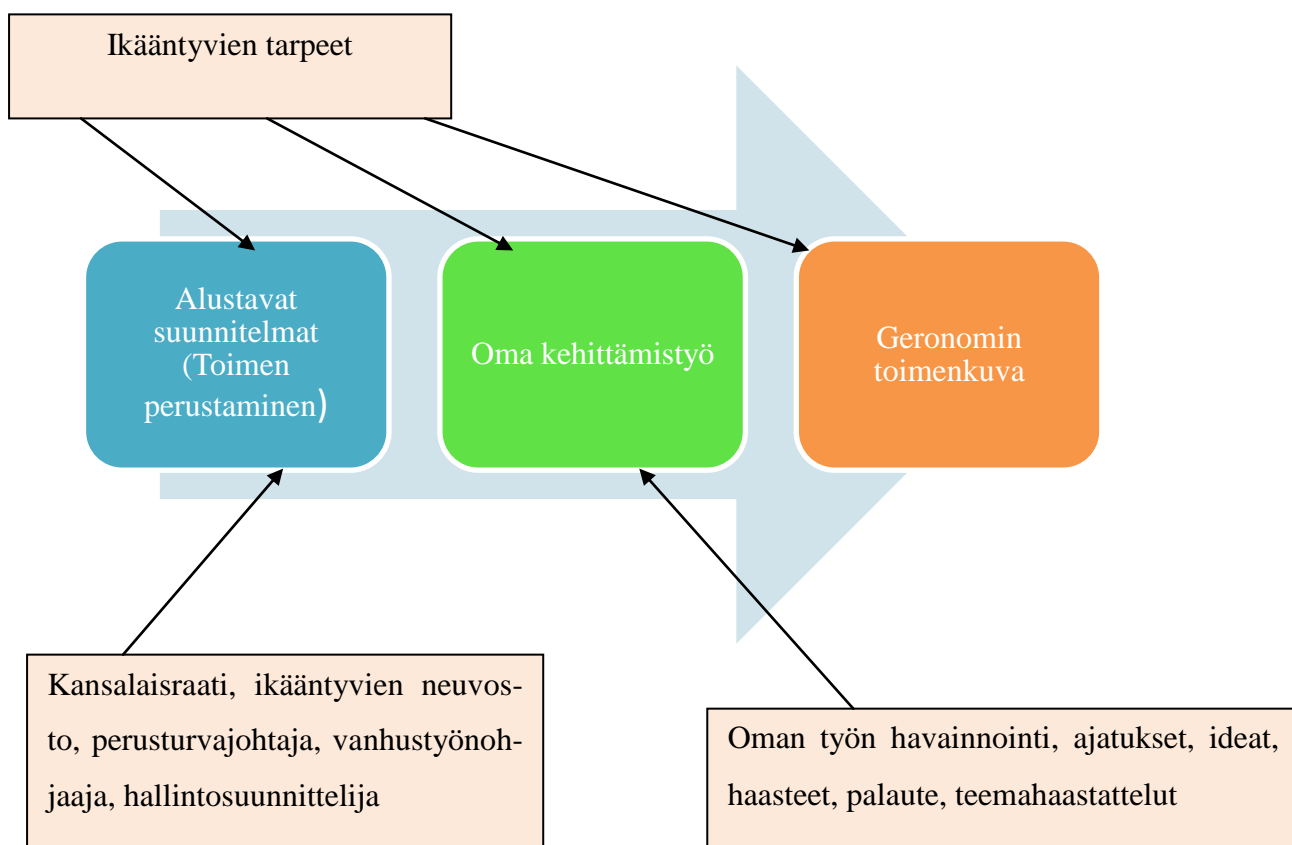 Ikääntyvien tarpeet
Alustavat
suunnitelmat
(Toimen
perustaminen)
Oma kehittämistyö
Geronomin
toimenkuva
Kansalaisraati, ikääntyvien neuvos-
to, perusturvajohtaja, vanhustyönoh-
jaaja, hallintosuunnittelija
Oman työn havainnointi, ajatukset, ideat,
haasteet, palaute, teemahaastattelut